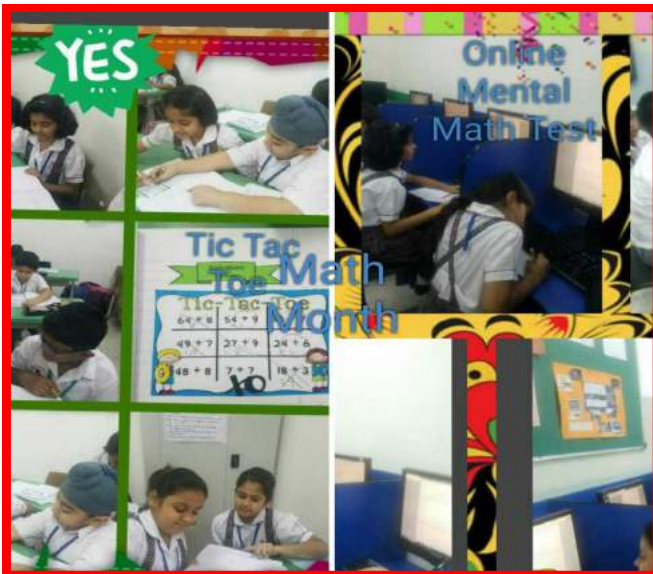 YES
Online
Mental
Math Test
Tic Tac
Toe
Math
Month
Tic-Tac-Toe
64 ÷ 8 54 ÷ 9
49 ÷ 7 27 ÷ 9 24 ÷ 6
48 ÷ 8 7 ÷ 7 18 ÷ 3